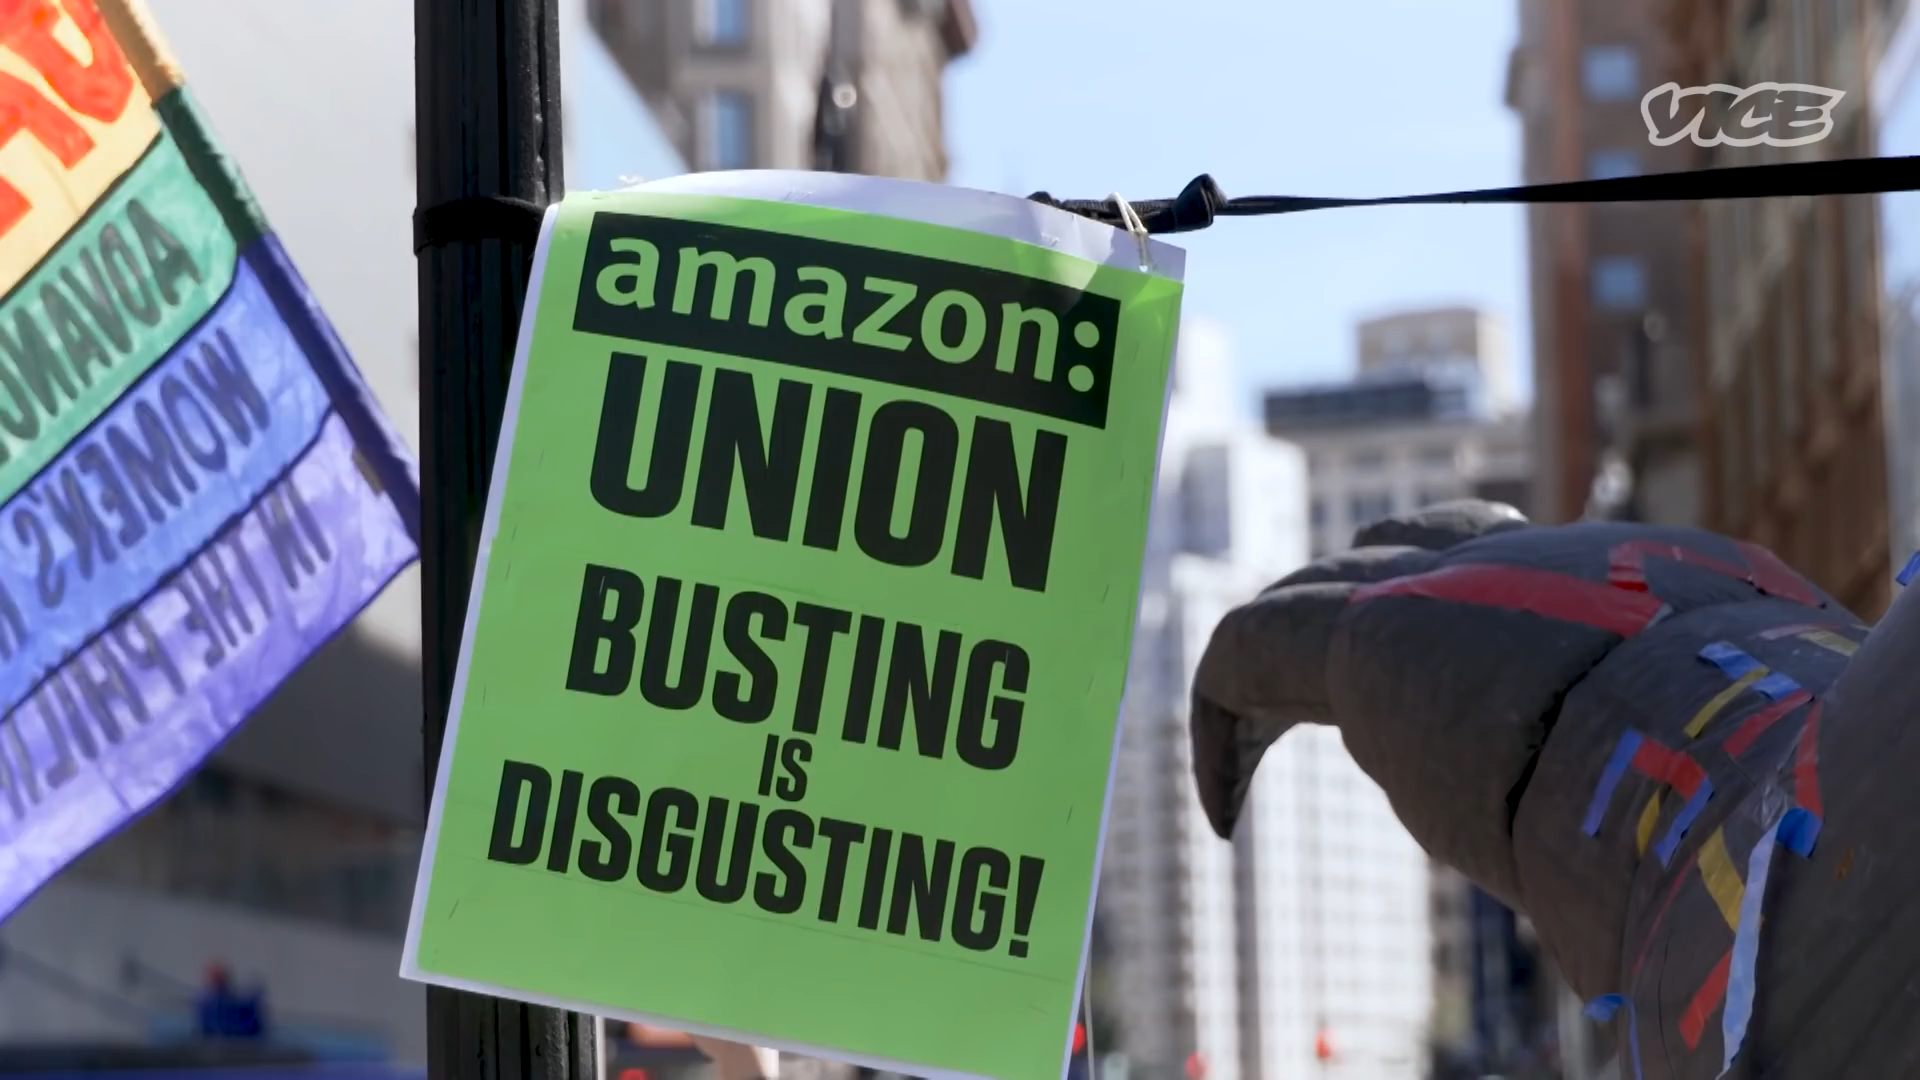 VICE
amazon:
UNION
BUSTING
IS
DISGUSTING!
ADVANC
WOMEN'S
IN THE PHIL